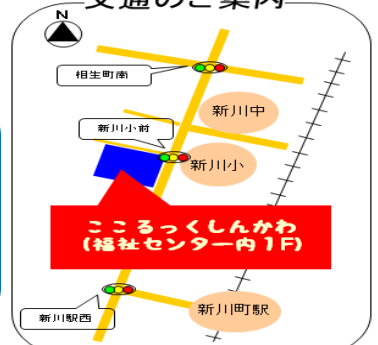 交通のご案内
N
相生町南
新川中
新川小前
新川小
こころっくしんかわ
(福祉センター内1F)
新川町駅
新川駅西